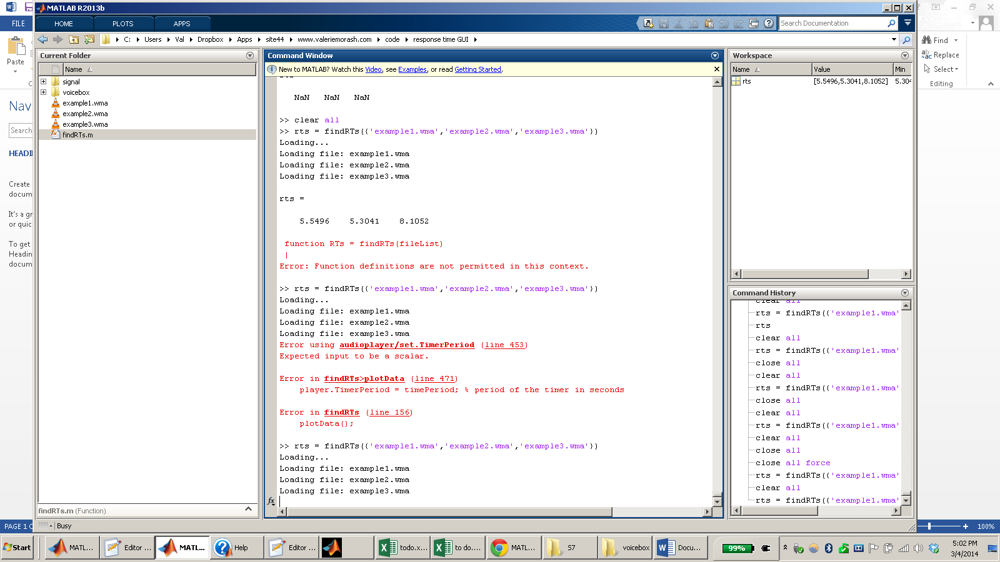 MATLAB R2013b
FILE
HOME
PLOTS
APPS
Search Documentation
C: Users Val Dropbox Apps site44 www.valeriemorash.com code response time GUI
Find
Replace
Select
Editing
Paste
Nav
Search
HEADI
Create
docum
It's a gr
or quic
To get
Headin
docum
Current Folder
Name
signal
voicebox
example1.wma
example2.wma
example3.wma
findRTs.m
findRTs.m (Function)
Command Window
New to MATLAB? Watch this Video, see Examples, or read Getting Started.
NaN NaN NaN
>> clear all
>> rts = findRTs({'example1.wma','example2.wma','example3.wma'})
Loading...
Loading file: example1.wma
Loading file: example2.wma
Loading file: example3.wma
rts =
5.5496 5.3041 8.1052
function RTs = findRTs(fileList)
|
Error: Function definitions are not permitted in this context.
>> rts = findRTs({'example1.wma','example2.wma','example3.wma'})
Loading...
Loading file: example1.wma
Loading file: example2.wma
Loading file: example3.wma
Error using audioplayer/set.TimerPeriod (line 453)
Expected input to be a scalar.
Error in findRTs>plotData (line 471)
player.TimerPeriod = timePeriod; % period of the timer in seconds
Error in findRTs (line 156)
plotData();
>> rts = findRTs({'example1.wma','example2.wma','example3.wma'})
Loading...
Loading file: example1.wma
Loading file: example2.wma
Loading file: example3.wma
fx
Workspace
Name Value Min
rts [5.5496,5.3041,8.1052] 5.304
Command History
clear all
rts = findRTs({'example1.wma'
rts
clear all
rts = findRTs({'example1.wma'
close all
clear all
rts = findRTs({'example1.wma'
close all
clear all
rts = findRTs({'example1.wma'
clear all
close all
close all force
rts = findRTs({'example1.wma'
clear all
rts = findRTs({'example1.wma'
PAGE 1 C
Busy
100%
Start
MATL...
Editor ...
MATL...
Help
Editor ...
todo.x...
to do....
MATL...
S7
voicebox
Docu...
99%
5:02 PM
3/4/2014